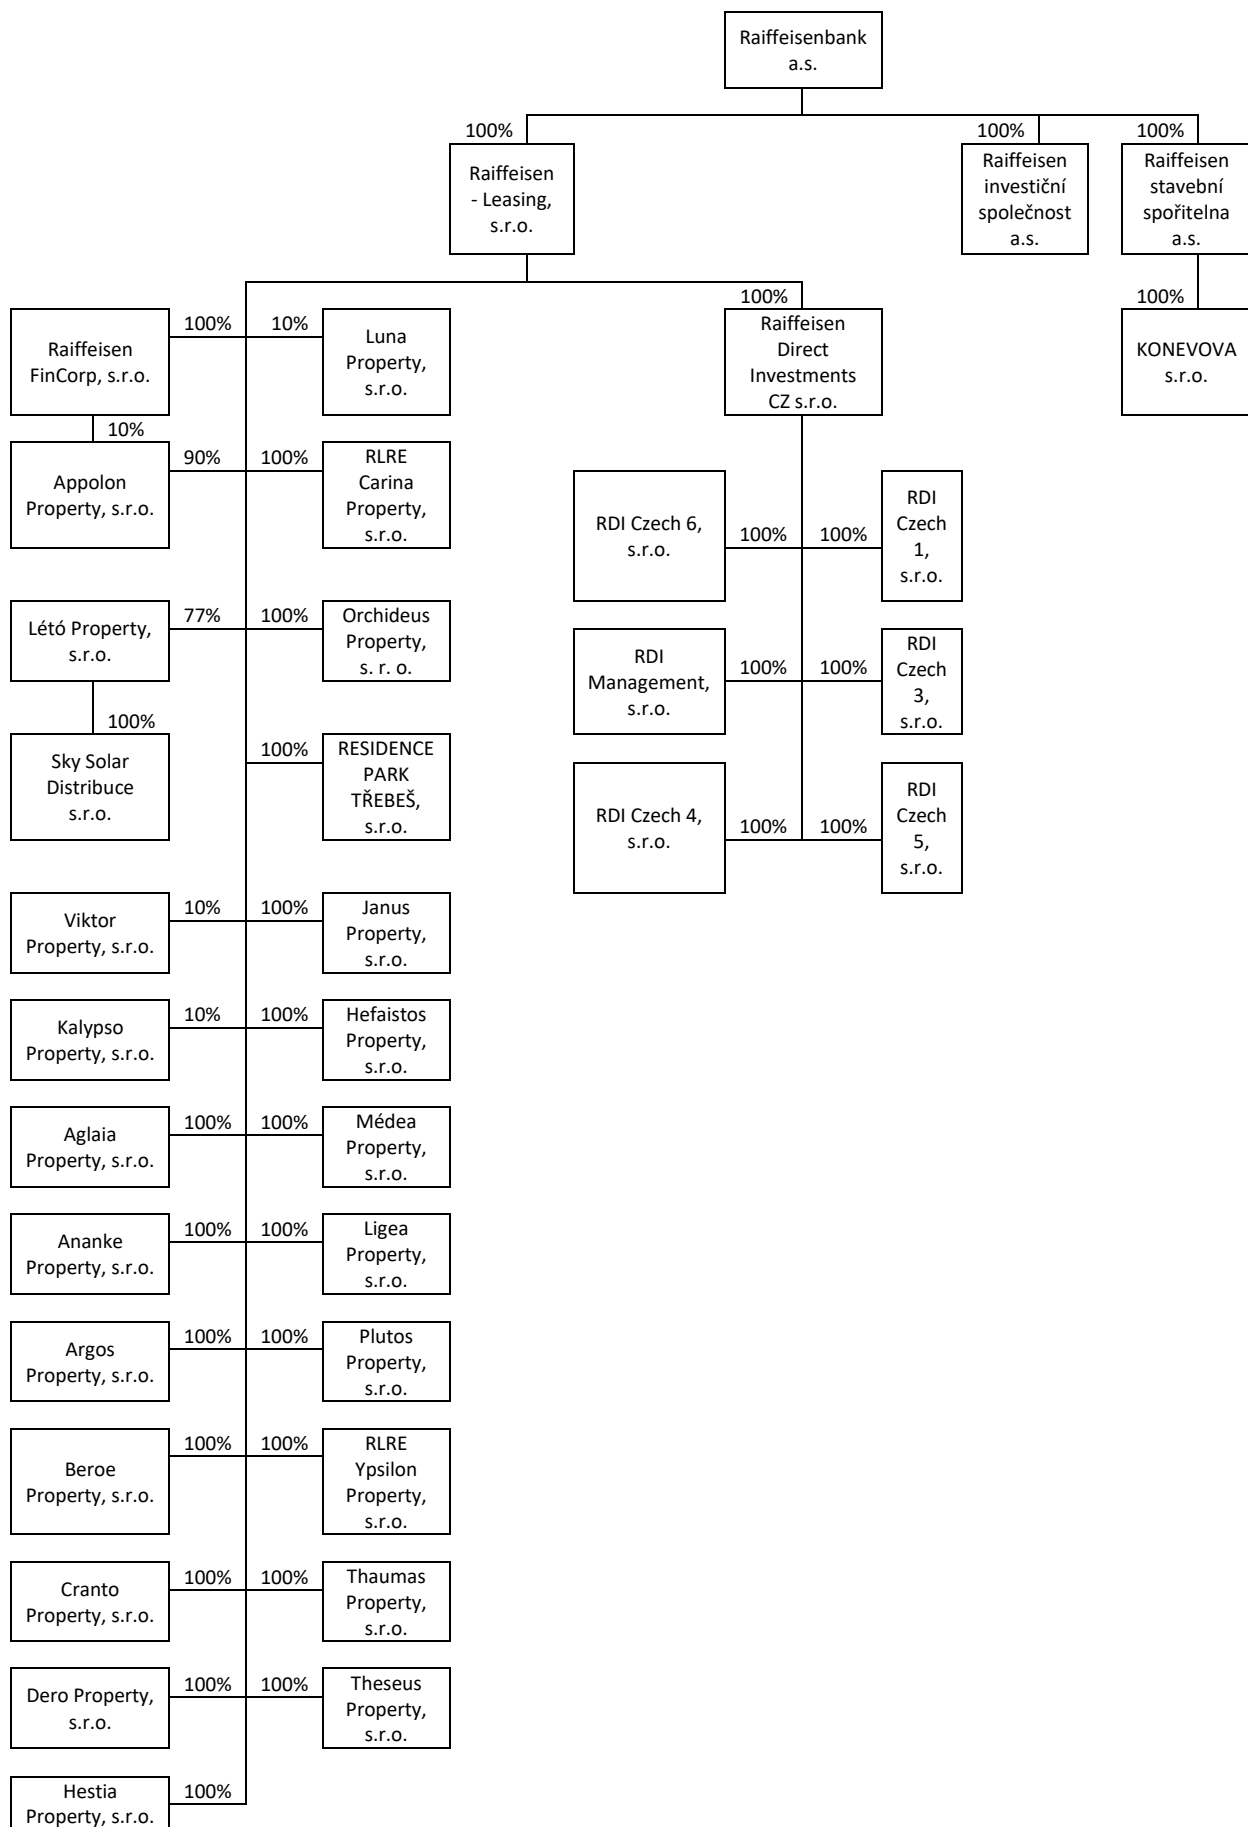 Raiffeisenbank
a.s.
100%
100%
100%
Raiffeisen
- Leasing,
s.r.o.
Raiffeisen
investiční
společnost
a.s.
Raiffeisen
stavební
spořitelna
a.s.
100%
100%
Raiffeisen
FinCorp, s.r.o.
100%
10%
Luna
Property,
s.r.o.
Raiffeisen
Direct
Investments
CZ s.r.o.
KONEVOVA
s.r.o.
10%
Appolon
Property, s.r.o.
90%
100%
RLRE
Carina
Property,
s.r.o.
RDI Czech 6,
s.r.o.
100%
100%
RDI
Czech
1,
s.r.o.
Létó Property,
s.r.o.
77%
100%
Orchideus
Property,
s. r. o.
RDI
Management,
s.r.o.
100%
100%
RDI
Czech
3,
s.r.o.
100%
Sky Solar
Distribuce
s.r.o.
100%
RESIDENCE
PARK
TŘEBEŠ,
s.r.o.
RDI Czech 4,
s.r.o.
100%
100%
RDI
Czech
5,
s.r.o.
Viktor
Property, s.r.o.
10%
100%
Janus
Property,
s.r.o.
Kalypso
Property, s.r.o.
10%
100%
Hefaistos
Property,
s.r.o.
Aglaia
Property, s.r.o.
100%
100%
Médea
Property,
s.r.o.
Ananke
Property, s.r.o.
100%
100%
Ligea
Property,
s.r.o.
Argos
Property, s.r.o.
100%
100%
Plutos
Property,
s.r.o.
Beroe
Property, s.r.o.
100%
100%
RLRE
Ypsilon
Property,
s.r.o.
Cranto
Property, s.r.o.
100%
100%
Thaumas
Property,
s.r.o.
Dero Property,
s.r.o.
100%
100%
Theseus
Property,
s.r.o.
Hestia
Property, s.r.o.
100%